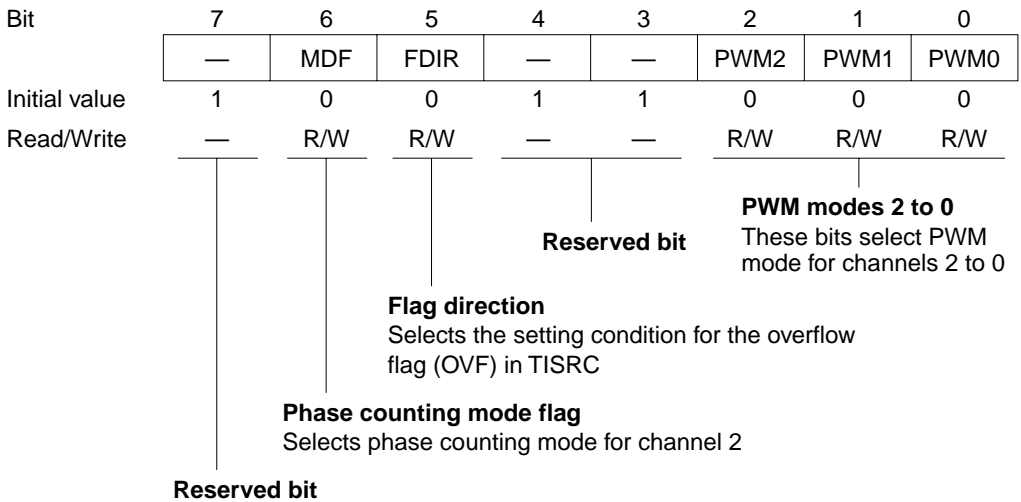 Bit 7 6 5 4 3 2 1 0
— MDF FDIR — — PWM2 PWM1 PWM0
Initial value 1 0 0 1 1 0 0 0
Read/Write — R/W R/W — — R/W R/W R/W
PWM modes 2 to 0
These bits select PWM
mode for channels 2 to 0
Reserved bit
Flag direction
Selects the setting condition for the overflow
flag (OVF) in TISRC
Phase counting mode flag
Selects phase counting mode for channel 2
Reserved bit